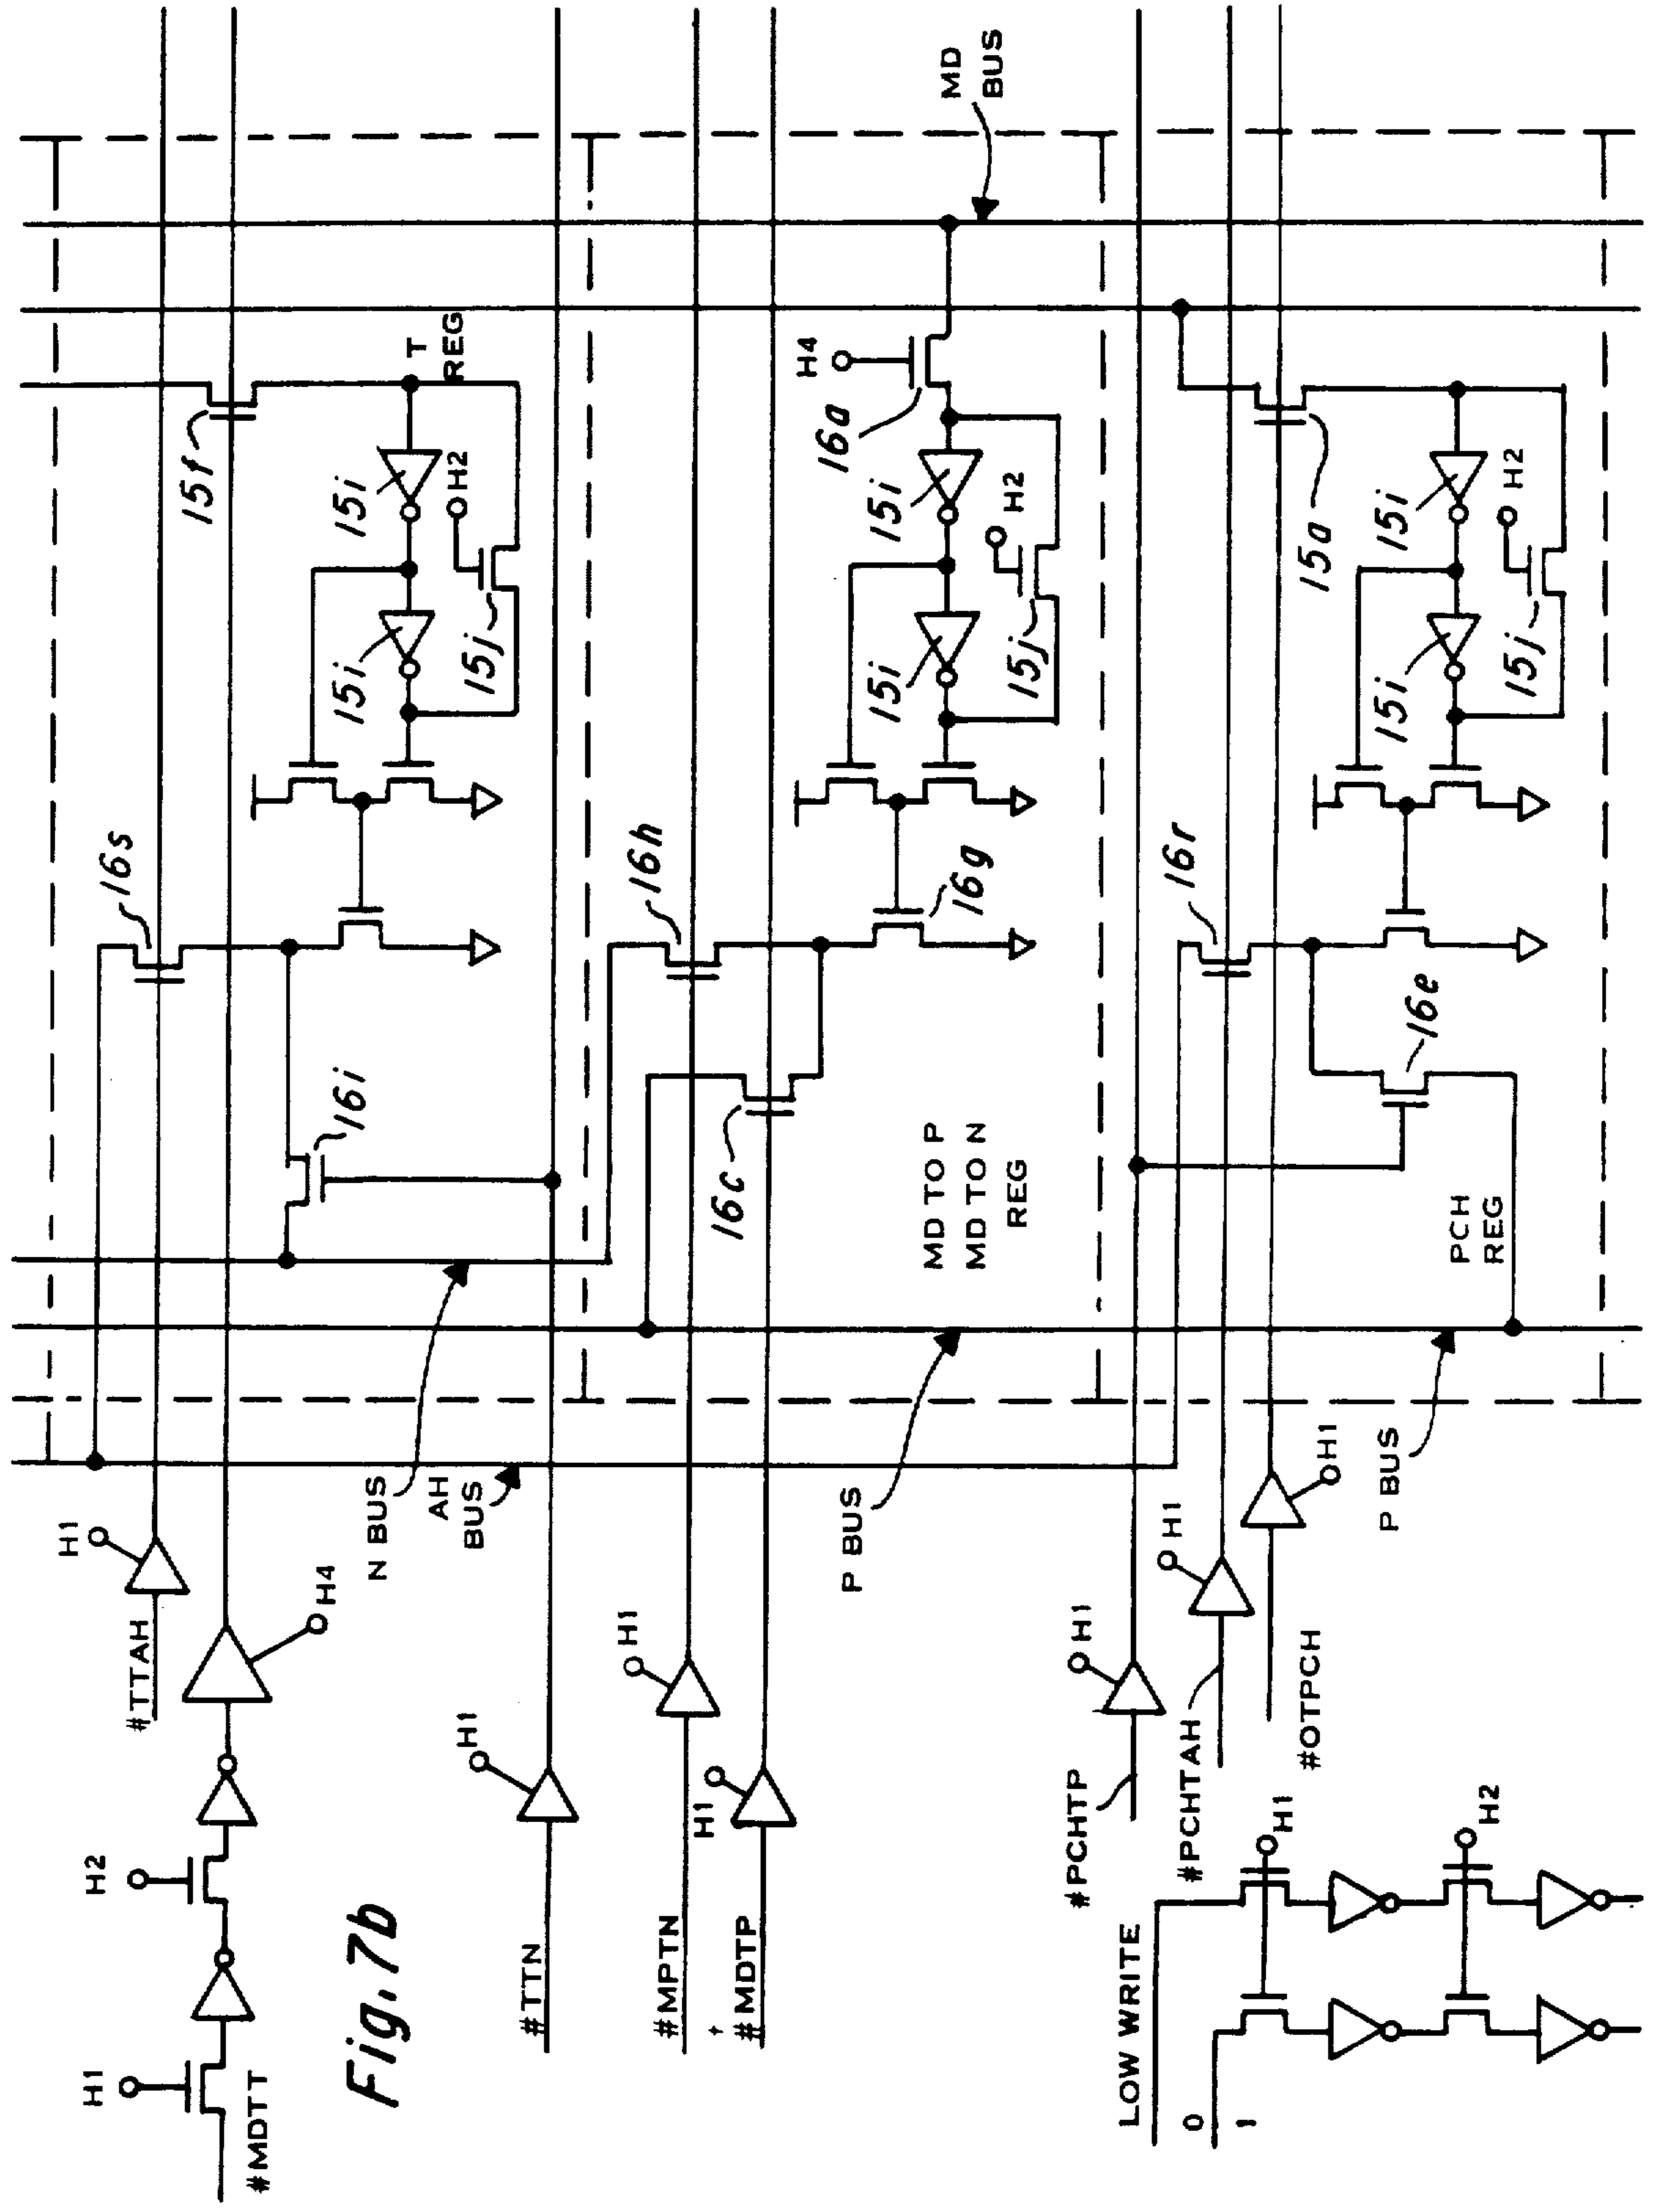 Fig. 7b
#MDTT
H1
H2
H4
#TTAH
H1
16s
15f
T
REG
15i
H2
15i
15j
16i
#TTN
H1
N BUS
AH
BUS
#MPTN
H1
#MDTP
H1
16h
16c
16g
H4
16a
15i
H2
15i
15j
MD
BUS
MD TO P
MD TO N
REG
P BUS
#PCHTP
H1
#PCHTAH
H1
#OTPCH
H1
P BUS
16r
16e
15a
15i
H2
15i
15j
PCH
REG
LOW WRITE
0
1
H1
H2